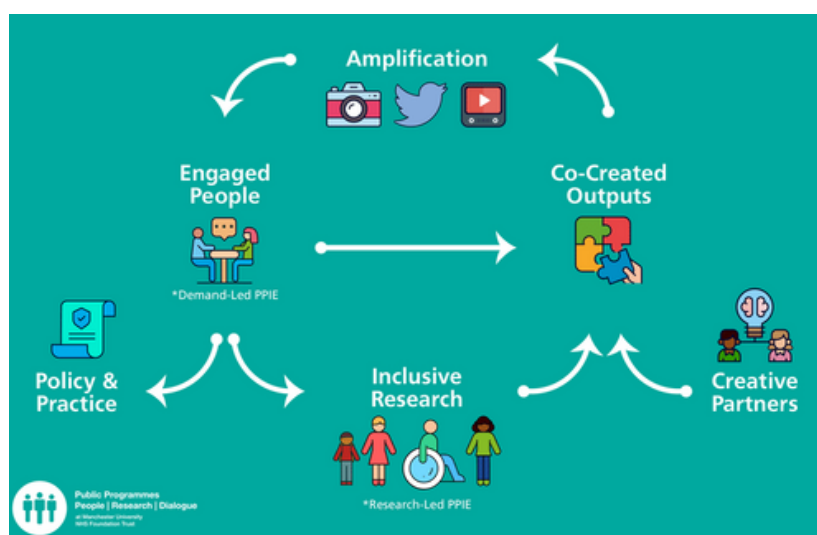 Amplification
Engaged
People
Co-Created
Outputs
*Demand-Led PPIE
Policy &
Practice
Inclusive
Research
Creative
Partners
*Research-Led PPIE
Public Programmes
People | Research | Dialogue
at Manchester University
NHS Foundation Trust